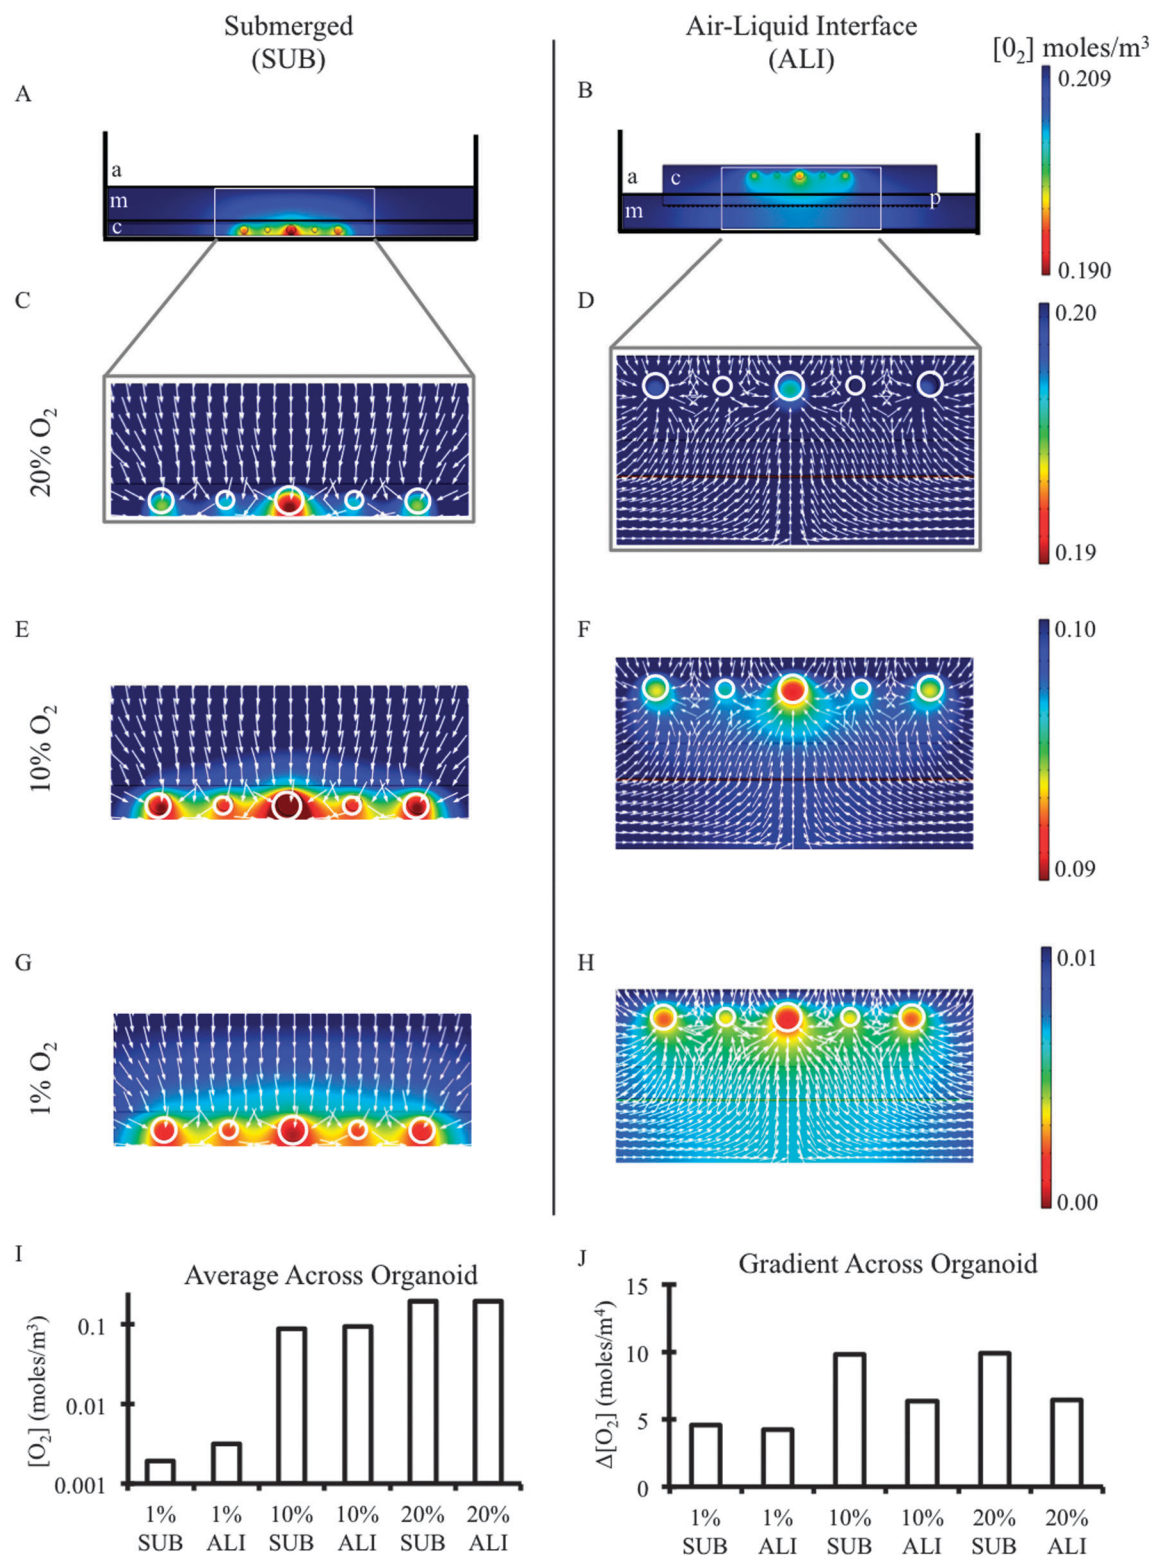 Submerged
(SUB)
Air-Liquid Interface
(ALI)
[0₂] moles/m³
A
B
0.209
0.190
a
m
c
a
c
m
p
C
D
20% O₂
0.20
0.19
E
F
10% O₂
0.10
0.09
G
H
1% O₂
0.01
0.00
I
Average Across Organoid
[O₂] (moles/m³)
0.1
0.01
0.001
1% 1% 10% 10% 20% 20%
SUB ALI SUB ALI SUB ALI
J
Gradient Across Organoid
Δ[O₂] (moles/m⁴)
15
10
5
0
1% 1% 10% 10% 20% 20%
SUB ALI SUB ALI SUB ALI